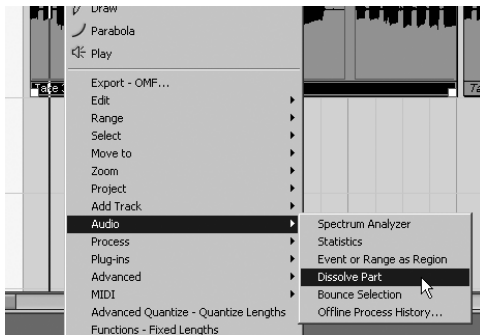 Draw
Parabola
Play
Export - OMF...
Edit
Range
Select
Move to
Zoom
Project
Add Track
Audio
Process
Plug-ins
Advanced
MIDI
Advanced Quantize - Quantize Lengths
Functions - Fixed Lengths
Spectrum Analyzer
Statistics
Event or Range as Region
Dissolve Part
Bounce Selection
Offline Process History...